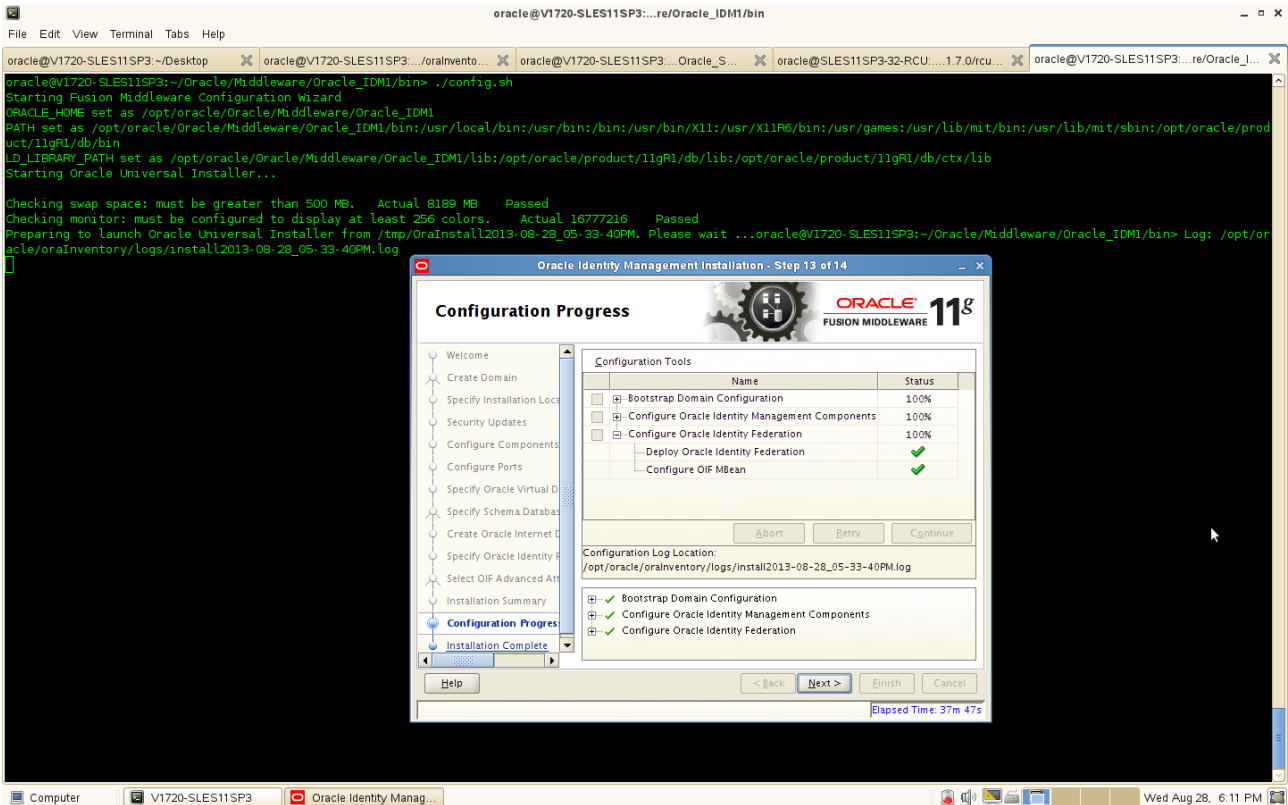 oracle@V1720-SLES11SP3:...re/Oracle_IDM1/bin
File Edit View Terminal Tabs Help
oracle@V1720-SLES11SP3:~/Desktop
oracle@V1720-SLES11SP3:.../oraInvento...
oracle@V1720-SLES11SP3:...Oracle_S...
oracle@SLES11SP3-32-RCU:....1.7.0/rcu...
oracle@V1720-SLES11SP3:...re/Oracle_I...
oracle@V1720-SLES11SP3:~/Oracle/Middleware/Oracle_IDM1/bin> ./config.sh
Starting Fusion Middleware Configuration Wizard
ORACLE_HOME set as /opt/oracle/Oracle/Middleware/Oracle_IDM1
PATH set as /opt/oracle/Oracle/Middleware/Oracle_IDM1/bin:/usr/local/bin:/usr/bin:/bin:/usr/bin/X11:/usr/X11R6/bin:/usr/games:/usr/lib/mit/bin:/usr/lib/mit/sbin:/opt/oracle/prod
uct/11gR1/db/bin
LD_LIBRARY_PATH set as /opt/oracle/Oracle/Middleware/Oracle_IDM1/lib:/opt/oracle/product/11gR1/db/lib:/opt/oracle/product/11gR1/db/ctx/lib
Starting Oracle Universal Installer...
Checking swap space: must be greater than 500 MB. Actual 8189 MB Passed
Checking monitor: must be configured to display at least 256 colors. Actual 16777216 Passed
Preparing to launch Oracle Universal Installer from /tmp/OraInstall2013-08-28_05-33-40PM. Please wait ...oracle@V1720-SLES11SP3:~/Oracle/Middleware/Oracle_IDM1/bin> Log: /opt/or
acle/oraInventory/logs/install2013-08-28_05-33-40PM.log
Oracle Identity Management Installation - Step 13 of 14
Configuration Progress
ORACLE
FUSION MIDDLEWARE 11g
Welcome
Create Domain
Specify Installation Loca
Security Updates
Configure Components
Configure Ports
Specify Oracle Virtual D
Specify Schema Databas
Create Oracle Internet D
Specify Oracle Identity F
Select OIF Advanced Att
Installation Summary
Configuration Progres
Installation Complete
Configuration Tools
Name Status
Bootstrap Domain Configuration 100%
Configure Oracle Identity Management Components 100%
Configure Oracle Identity Federation 100%
Deploy Oracle Identity Federation
Configure OIF MBean
Abort Retry Continue
Configuration Log Location:
/opt/oracle/oraInventory/logs/install2013-08-28_05-33-40PM.log
Bootstrap Domain Configuration
Configure Oracle Identity Management Components
Configure Oracle Identity Federation
Help < Back Next > Finish Cancel
Elapsed Time: 37m 47s
Computer V1720-SLES11SP3 Oracle Identity Manag... Wed Aug 28, 6:11 PM